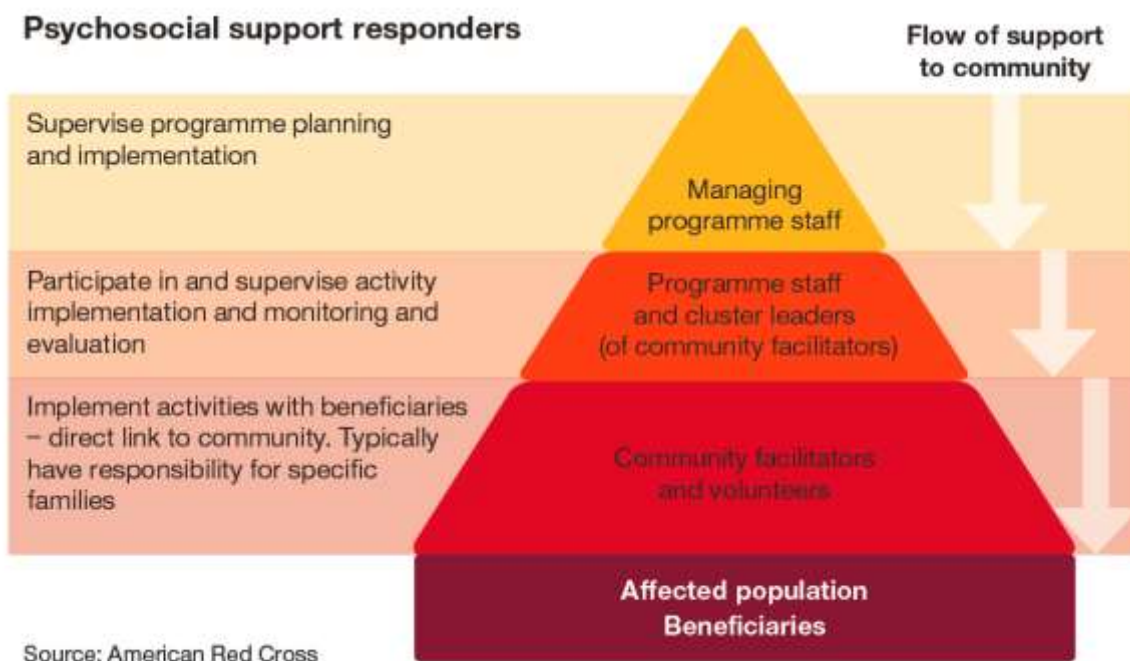 Psychosocial support responders
Flow of support
to community
Supervise programme planning
and implementation
Managing
programme staff
Participate in and supervise activity
implementation and monitoring and
evaluation
Programme staff
and cluster leaders
(of community facilitators)
Implement activities with beneficiaries
– direct link to community. Typically
have responsibility for specific
families
Community facilitators
and volunteers
Affected population
Beneficiaries
Source: American Red Cross